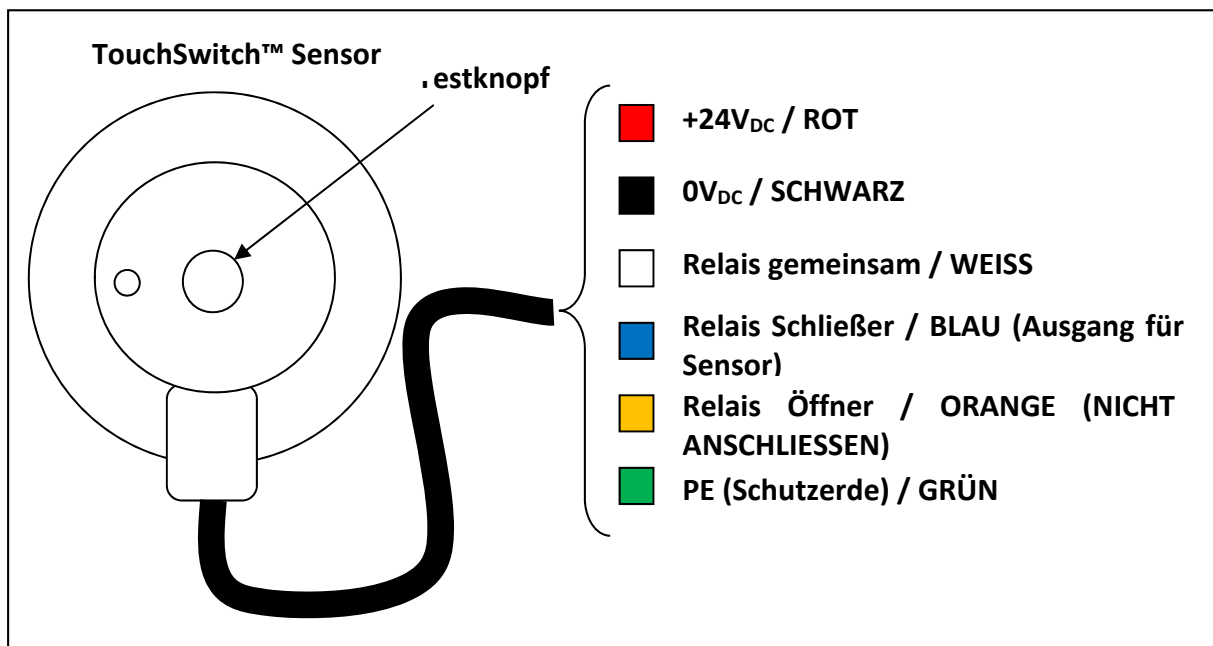 TouchSwitch™ Sensor
estknopf
+24VDC / ROT
0VDC / SCHWARZ
Relais gemeinsam / WEISS
Relais Schließer / BLAU (Ausgang für
Sensor)
Relais Öffner / ORANGE (NICHT
ANSCHLIESSEN)
PE (Schutzerde) / GRÜN